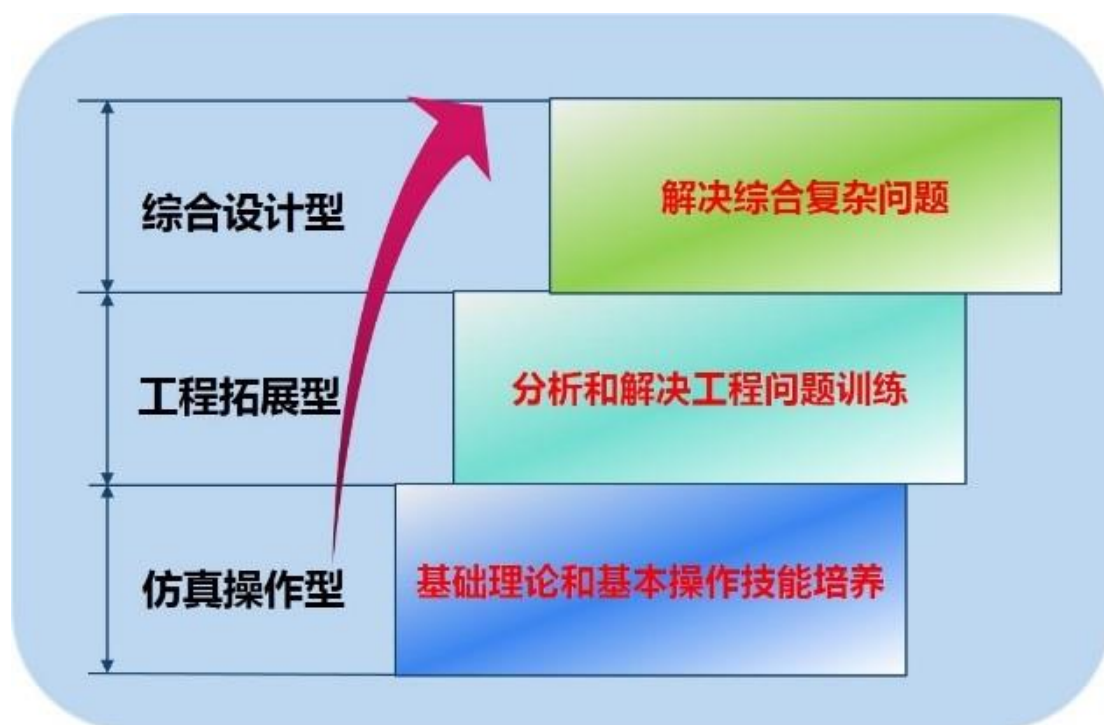 综合设计型
解决综合复杂问题
工程拓展型
分析和解决工程问题训练
仿真操作型
基础理论和基本操作技能培养